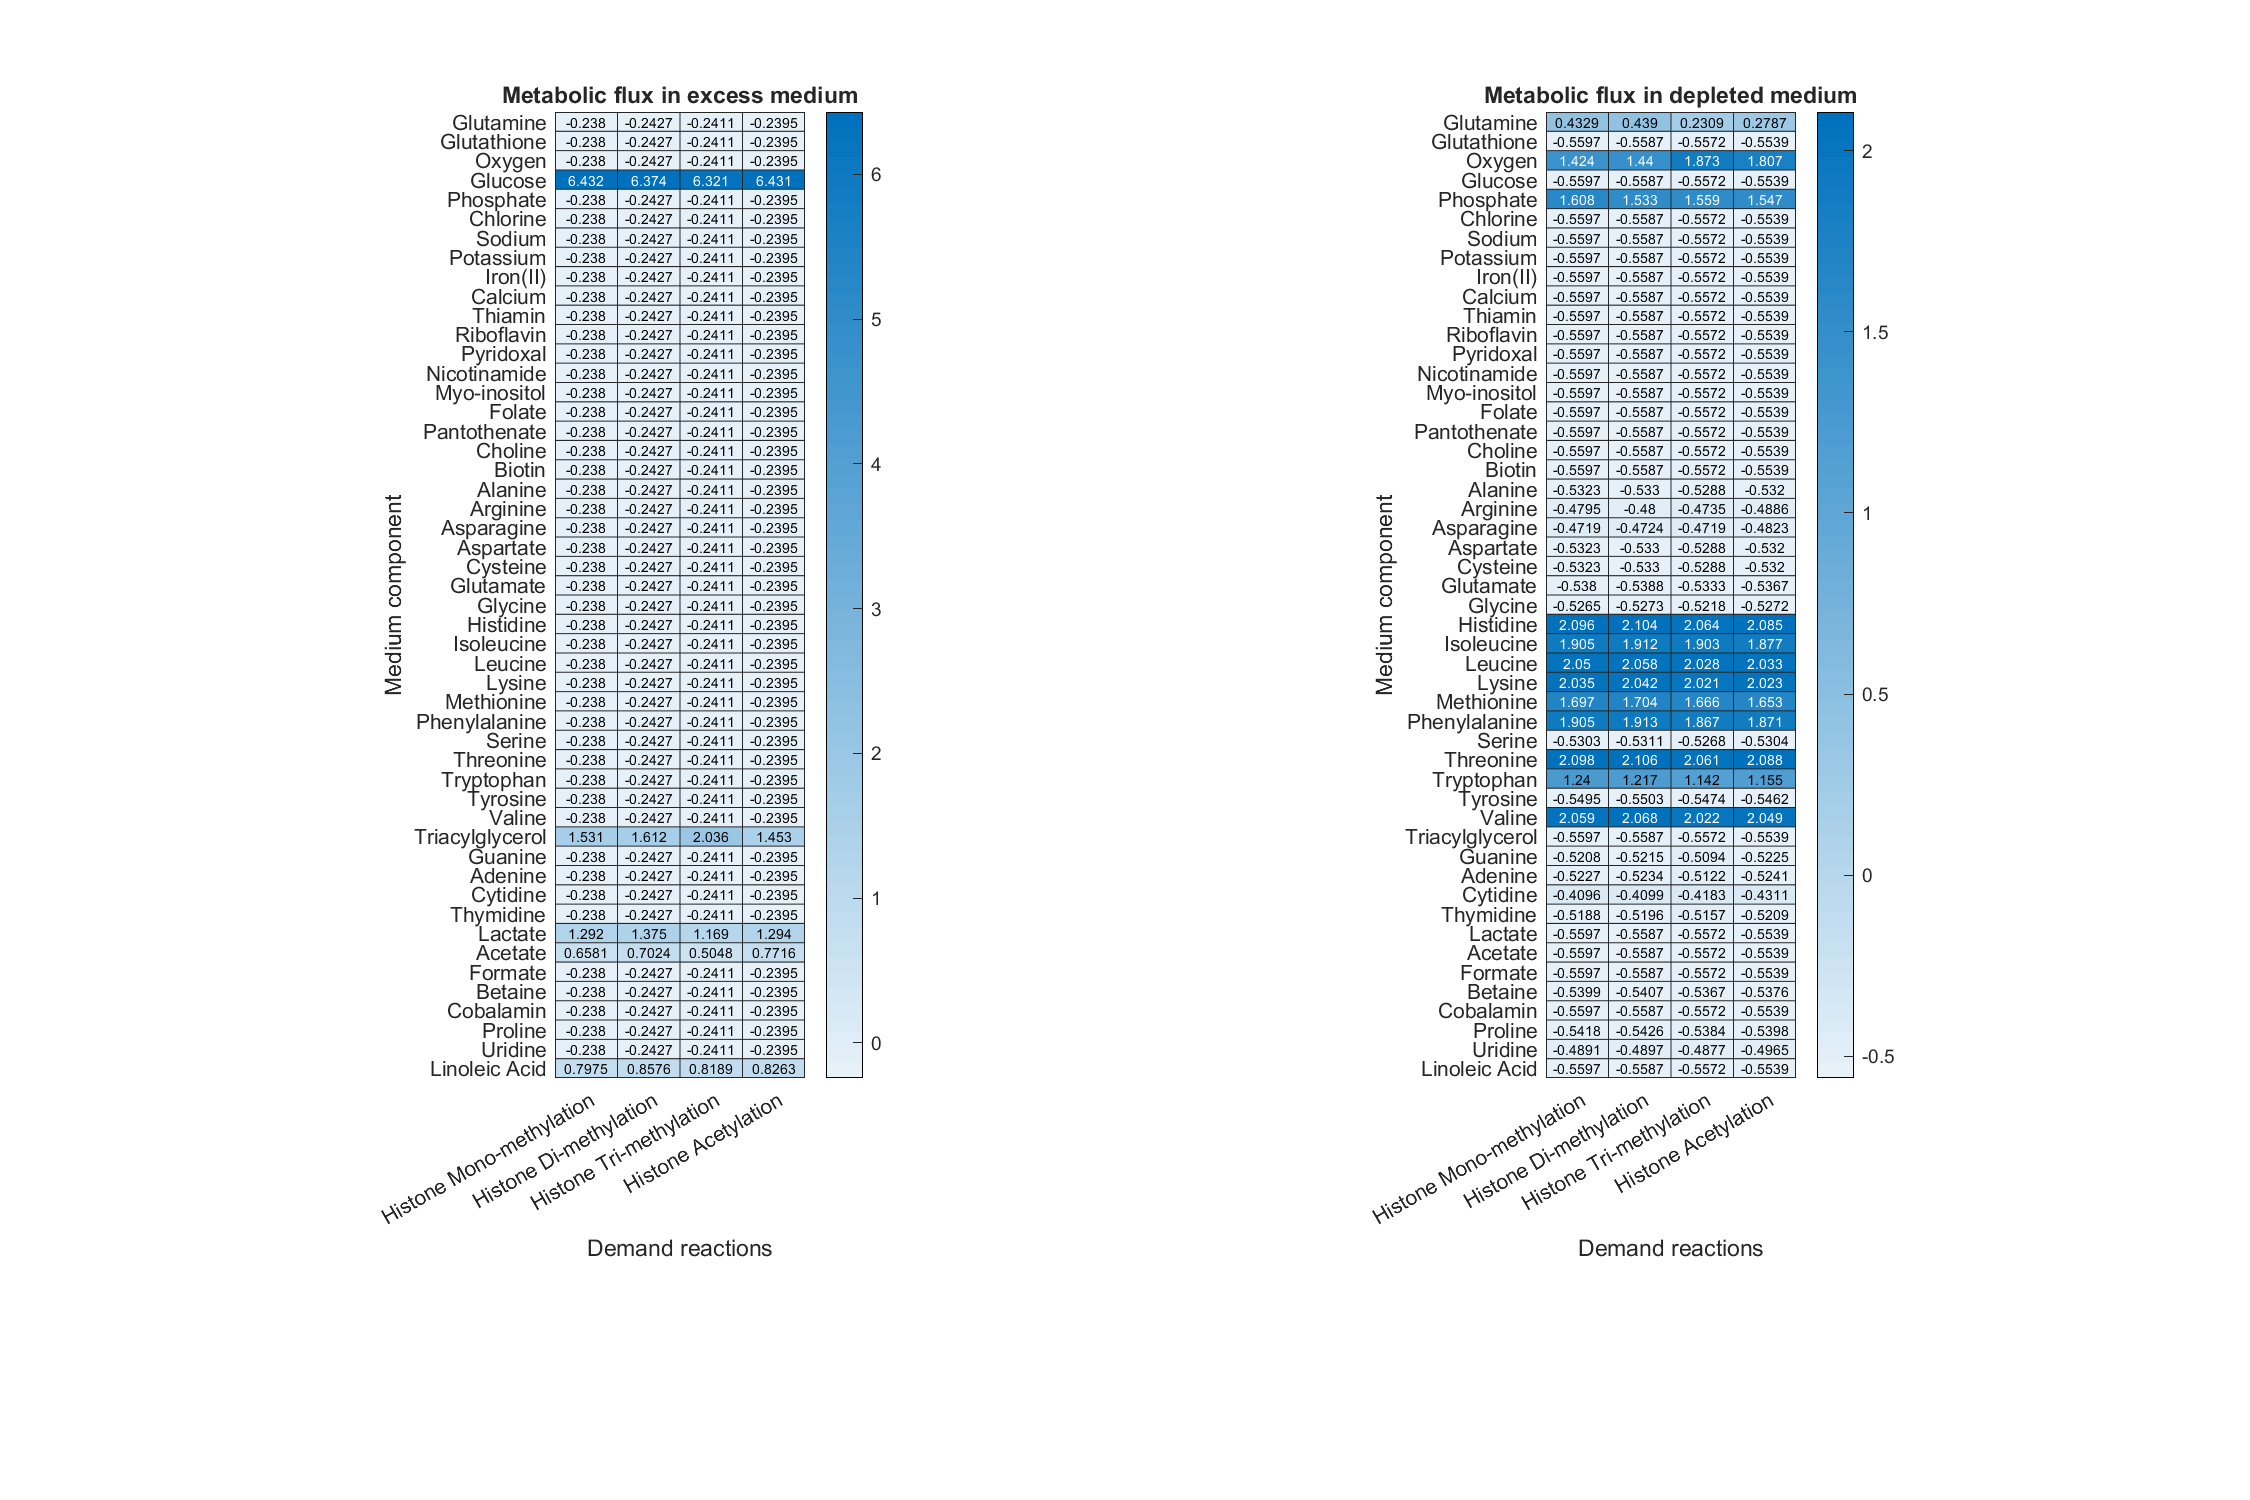 Metabolic flux in excess medium
Glutamine -0.238 -0.2427 -0.2411 -0.2395
Glutathione -0.238 -0.2427 -0.2411 -0.2395
Oxygen -0.238 -0.2427 -0.2411 -0.2395
Glucose 6.432 6.374 6.321 6.431
Phosphate -0.238 -0.2427 -0.2411 -0.2395
Chlorine -0.238 -0.2427 -0.2411 -0.2395
Sodium -0.238 -0.2427 -0.2411 -0.2395
Potassium -0.238 -0.2427 -0.2411 -0.2395
Iron(II) -0.238 -0.2427 -0.2411 -0.2395
Calcium -0.238 -0.2427 -0.2411 -0.2395
Thiamin -0.238 -0.2427 -0.2411 -0.2395
Riboflavin -0.238 -0.2427 -0.2411 -0.2395
Pyridoxal -0.238 -0.2427 -0.2411 -0.2395
Nicotinamide -0.238 -0.2427 -0.2411 -0.2395
Myo-inositol -0.238 -0.2427 -0.2411 -0.2395
Folate -0.238 -0.2427 -0.2411 -0.2395
Pantothenate -0.238 -0.2427 -0.2411 -0.2395
Choline -0.238 -0.2427 -0.2411 -0.2395
Biotin -0.238 -0.2427 -0.2411 -0.2395
Alanine -0.238 -0.2427 -0.2411 -0.2395
Arginine -0.238 -0.2427 -0.2411 -0.2395
Asparagine -0.238 -0.2427 -0.2411 -0.2395
Aspartate -0.238 -0.2427 -0.2411 -0.2395
Cysteine -0.238 -0.2427 -0.2411 -0.2395
Glutamate -0.238 -0.2427 -0.2411 -0.2395
Glycine -0.238 -0.2427 -0.2411 -0.2395
Histidine -0.238 -0.2427 -0.2411 -0.2395
Isoleucine -0.238 -0.2427 -0.2411 -0.2395
Leucine -0.238 -0.2427 -0.2411 -0.2395
Lysine -0.238 -0.2427 -0.2411 -0.2395
Methionine -0.238 -0.2427 -0.2411 -0.2395
Phenylalanine -0.238 -0.2427 -0.2411 -0.2395
Serine -0.238 -0.2427 -0.2411 -0.2395
Threonine -0.238 -0.2427 -0.2411 -0.2395
Tryptophan -0.238 -0.2427 -0.2411 -0.2395
Tyrosine -0.238 -0.2427 -0.2411 -0.2395
Valine -0.238 -0.2427 -0.2411 -0.2395
Triacylglycerol 1.531 1.612 2.036 1.453
Guanine -0.238 -0.2427 -0.2411 -0.2395
Adenine -0.238 -0.2427 -0.2411 -0.2395
Cytidine -0.238 -0.2427 -0.2411 -0.2395
Thymidine -0.238 -0.2427 -0.2411 -0.2395
Lactate 1.292 1.375 1.169 1.294
Acetate 0.6581 0.7024 0.5048 0.7716
Formate -0.238 -0.2427 -0.2411 -0.2395
Betaine -0.238 -0.2427 -0.2411 -0.2395
Cobalamin -0.238 -0.2427 -0.2411 -0.2395
Proline -0.238 -0.2427 -0.2411 -0.2395
Uridine -0.238 -0.2427 -0.2411 -0.2395
Linoleic Acid 0.7975 0.8576 0.8189 0.8263
Medium component
6
5
4
3
2
1
0
Histone Mono-methylation
Histone Di-methylation
Histone Tri-methylation
Histone Acetylation
Demand reactions
Metabolic flux in depleted medium
Glutamine 0.4329 0.439 0.2309 0.2787
Glutathione -0.5597 -0.5587 -0.5572 -0.5539
Oxygen 1.424 1.44 1.873 1.807
Glucose -0.5597 -0.5587 -0.5572 -0.5539
Phosphate 1.608 1.533 1.559 1.547
Chlorine -0.5597 -0.5587 -0.5572 -0.5539
Sodium -0.5597 -0.5587 -0.5572 -0.5539
Potassium -0.5597 -0.5587 -0.5572 -0.5539
Iron(II) -0.5597 -0.5587 -0.5572 -0.5539
Calcium -0.5597 -0.5587 -0.5572 -0.5539
Thiamin -0.5597 -0.5587 -0.5572 -0.5539
Riboflavin -0.5597 -0.5587 -0.5572 -0.5539
Pyridoxal -0.5597 -0.5587 -0.5572 -0.5539
Nicotinamide -0.5597 -0.5587 -0.5572 -0.5539
Myo-inositol -0.5597 -0.5587 -0.5572 -0.5539
Folate -0.5597 -0.5587 -0.5572 -0.5539
Pantothenate -0.5597 -0.5587 -0.5572 -0.5539
Choline -0.5597 -0.5587 -0.5572 -0.5539
Biotin -0.5597 -0.5587 -0.5572 -0.5539
Alanine -0.5323 -0.533 -0.5288 -0.532
Arginine -0.4795 -0.48 -0.4735 -0.4886
Asparagine -0.4719 -0.4724 -0.4719 -0.4823
Aspartate -0.5323 -0.533 -0.5288 -0.532
Cysteine -0.5323 -0.533 -0.5288 -0.532
Glutamate -0.538 -0.5388 -0.5333 -0.5367
Glycine -0.5265 -0.5273 -0.5218 -0.5272
Histidine 2.096 2.104 2.064 2.085
Isoleucine 1.905 1.912 1.903 1.877
Leucine 2.05 2.058 2.028 2.033
Lysine 2.035 2.042 2.021 2.023
Methionine 1.697 1.704 1.666 1.653
Phenylalanine 1.905 1.913 1.867 1.871
Serine -0.5303 -0.5311 -0.5268 -0.5304
Threonine 2.098 2.106 2.061 2.088
Tryptophan 1.24 1.217 1.142 1.155
Tyrosine -0.5495 -0.5503 -0.5474 -0.5462
Valine 2.059 2.068 2.022 2.049
Triacylglycerol -0.5597 -0.5587 -0.5572 -0.5539
Guanine -0.5208 -0.5215 -0.5094 -0.5225
Adenine -0.5227 -0.5234 -0.5122 -0.5241
Cytidine -0.4096 -0.4099 -0.4183 -0.4311
Thymidine -0.5188 -0.5196 -0.5157 -0.5209
Lactate -0.5597 -0.5587 -0.5572 -0.5539
Acetate -0.5597 -0.5587 -0.5572 -0.5539
Formate -0.5597 -0.5587 -0.5572 -0.5539
Betaine -0.5399 -0.5407 -0.5367 -0.5376
Cobalamin -0.5597 -0.5587 -0.5572 -0.5539
Proline -0.5418 -0.5426 -0.5384 -0.5398
Uridine -0.4891 -0.4897 -0.4877 -0.4965
Linoleic Acid -0.5597 -0.5587 -0.5572 -0.5539
Medium component
2
1.5
1
0.5
0
-0.5
Histone Mono-methylation
Histone Di-methylation
Histone Tri-methylation
Histone Acetylation
Demand reactions